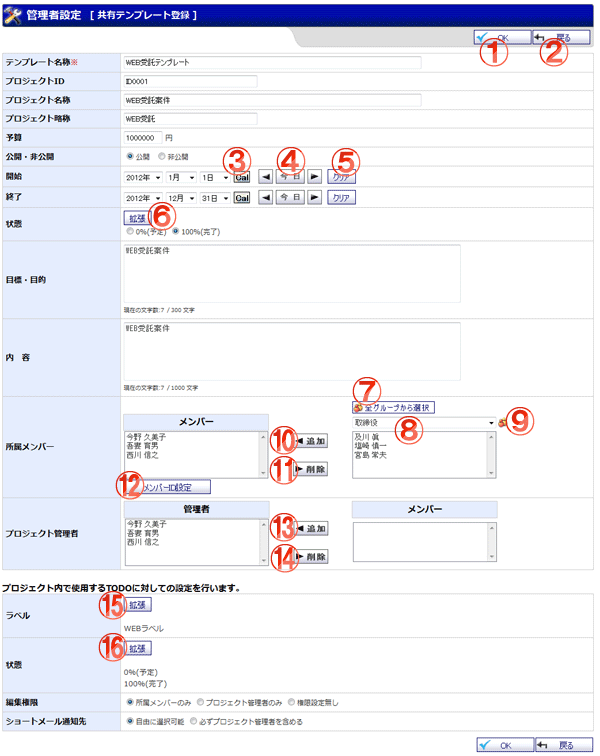 管理者設定 [ 共有テンプレート登録 ]
① OK ② 戻る
テンプレート名称※ WEB受託テンプレート
プロジェクトID ID0001
プロジェクト名称 WEB受託案件
プロジェクト略称 WEB受託
予算 1000000 円
公開・非公開 公開 非公開
③ ④ ⑤
開始 2012年 1月 1日 Cal ◀ 今日 ▶ クリア
終了 2012年 12月 31日 Cal ◀ 今日 ▶ クリア
状態 拡張 ⑥
0%(予定) 100%(完了)
目標・目的 WEB受託案件
現在の文字数:7 / 300 文字
内 容 WEB受託案件
現在の文字数:7 / 1000 文字
⑦
全グループから選択
所属メンバー
メンバー
今野 久美子
吾妻 育男
西川 信之
⑩ ◀ 追加
⑪ ▶ 削除
取締役 ⑧ ⑨
及川 眞
塩崎 慎一
宮島 常夫
⑫ メンバーID設定
プロジェクト管理者
管理者
今野 久美子
吾妻 育男
西川 信之
⑬ ◀ 追加
⑭ ▶ 削除
メンバー
プロジェクト内で使用するTODOに対しての設定を行います。
ラベル ⑮ 拡張
WEBラベル
状態 ⑯ 拡張
0%(予定)
100%(完了)
編集権限 所属メンバーのみ プロジェクト管理者のみ 権限設定無し
ショートメール通知先 自由に選択可能 必ずプロジェクト管理者を含める
OK 戻る